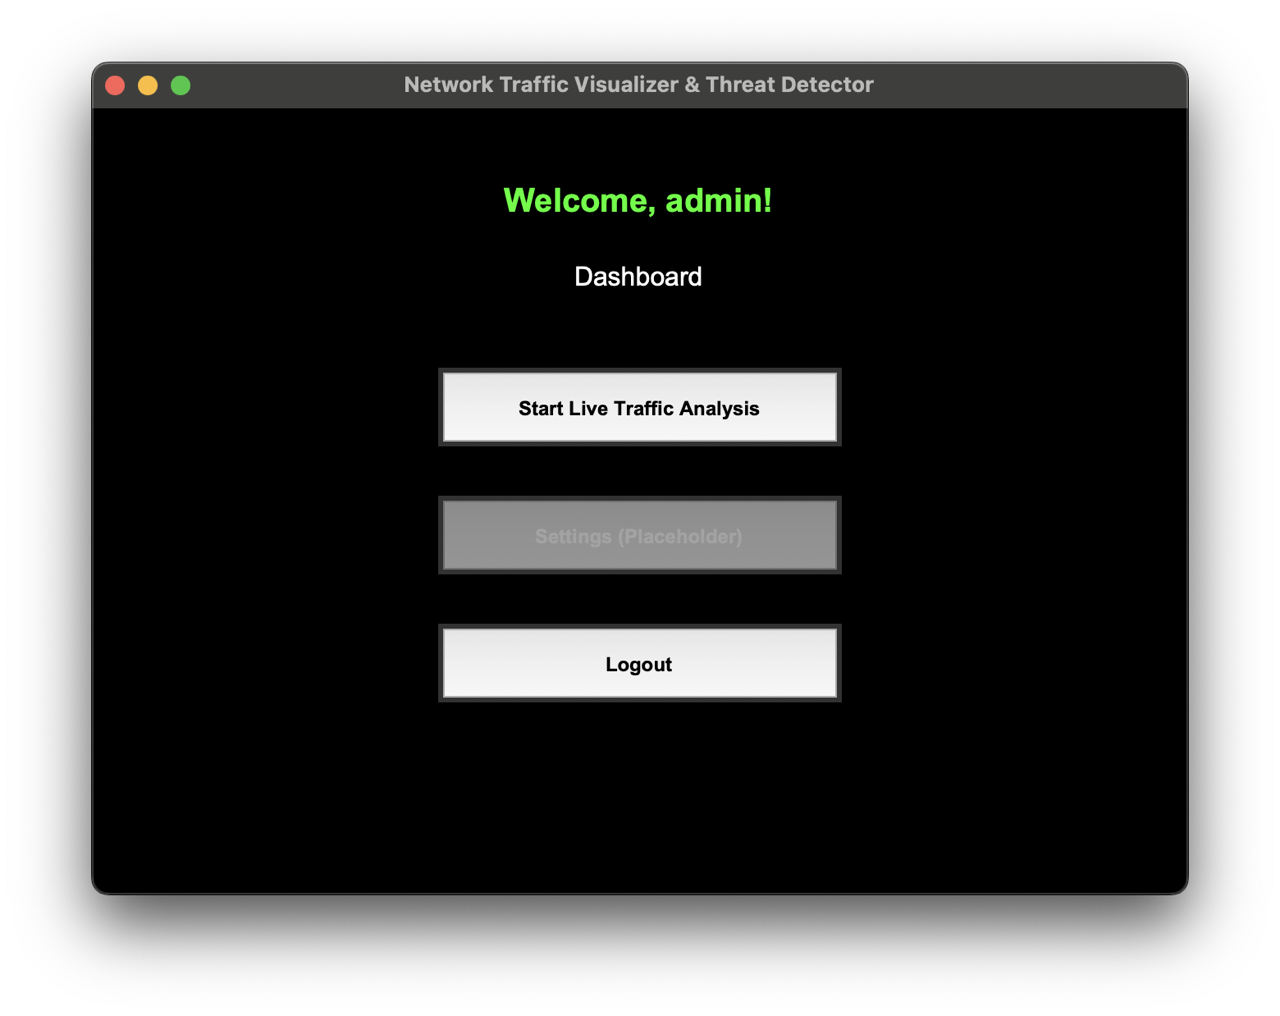 Network Traffic Visualizer & Threat Detector
Welcome, admin!
Dashboard
Start Live Traffic Analysis
Settings (Placeholder)
Logout